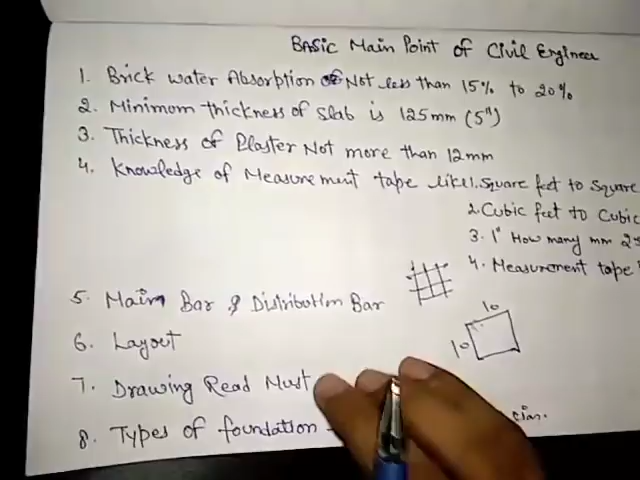 BASIC Main Point of Civil Engineer
1. Brick water Absorption Not less than 15% to 20%
2. Minimom thickness of slab is 125mm (5")
3. Thickness of Plaster Not more than 12mm
4. Knowledge of Measurement tape like 1. Square feet to Square
2. Cubic feet to Cubic
3. 1" How many mm
4. Measurement tape
5. Main Bar & Distribution Bar
10
6. Layout
10
7. Drawing Read Must
8. Types of foundation